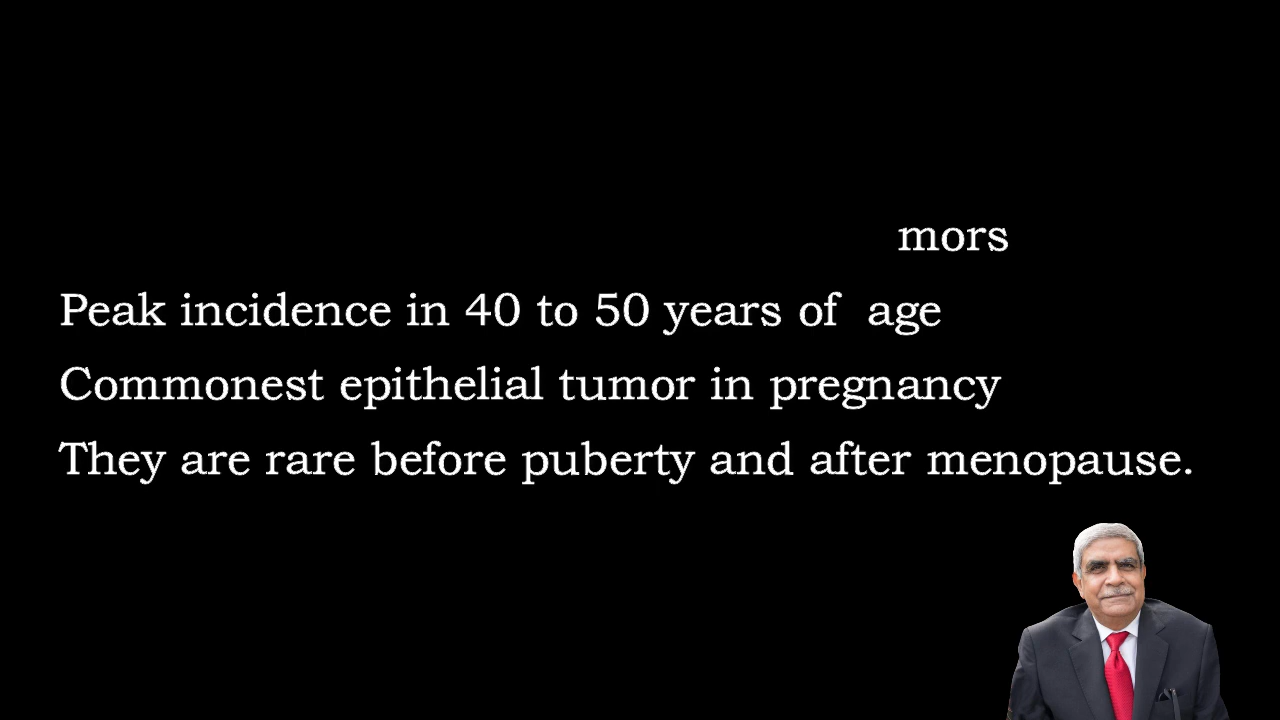 mors
Peak incidence in 40 to 50 years of age
Commonest epithelial tumor in pregnancy
They are rare before puberty and after menopause.